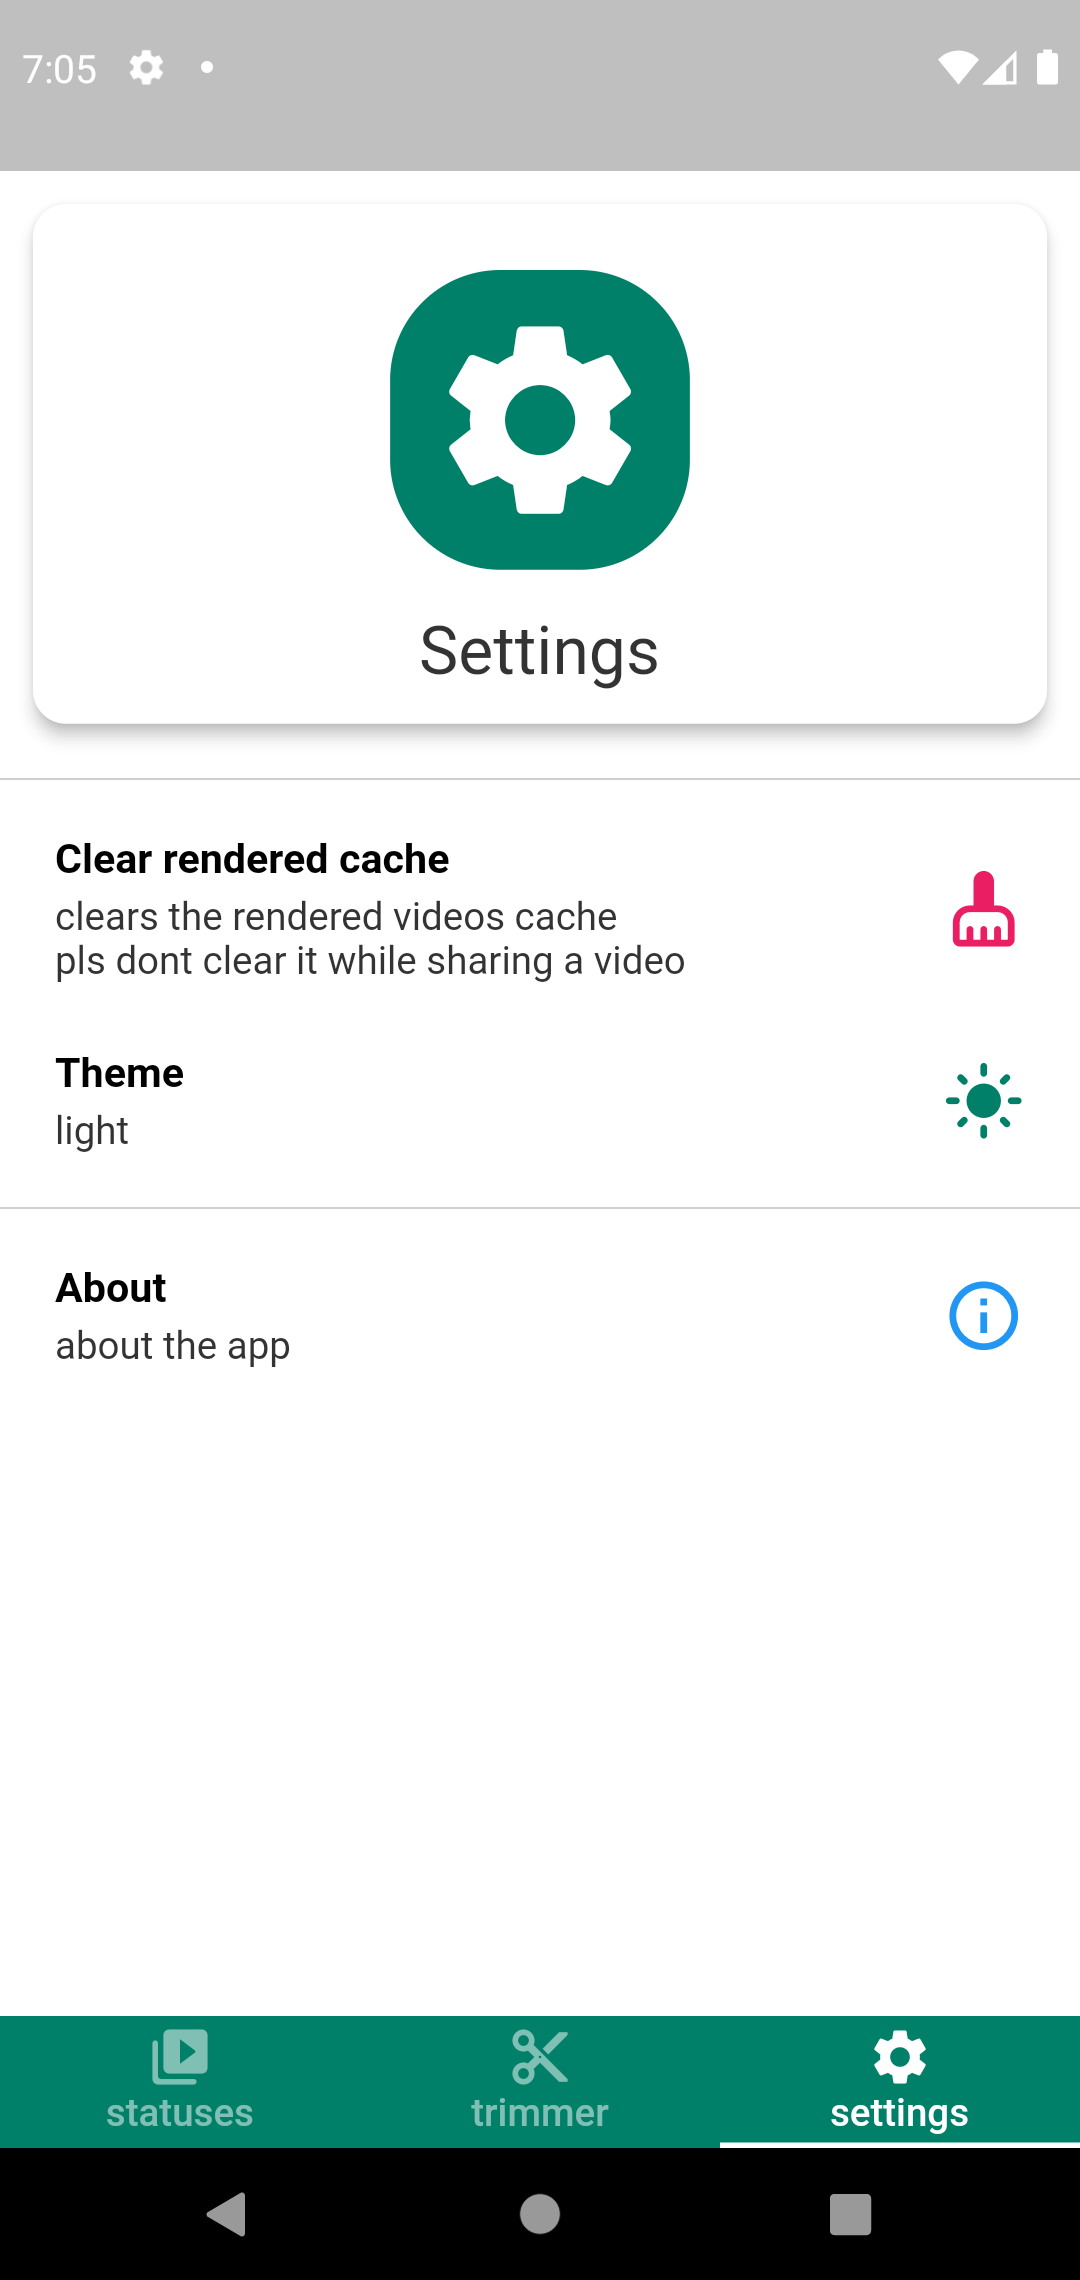 7:05
Settings
Clear rendered cache
clears the rendered videos cache
pls dont clear it while sharing a video
Theme
light
About
about the app
statuses
trimmer
settings